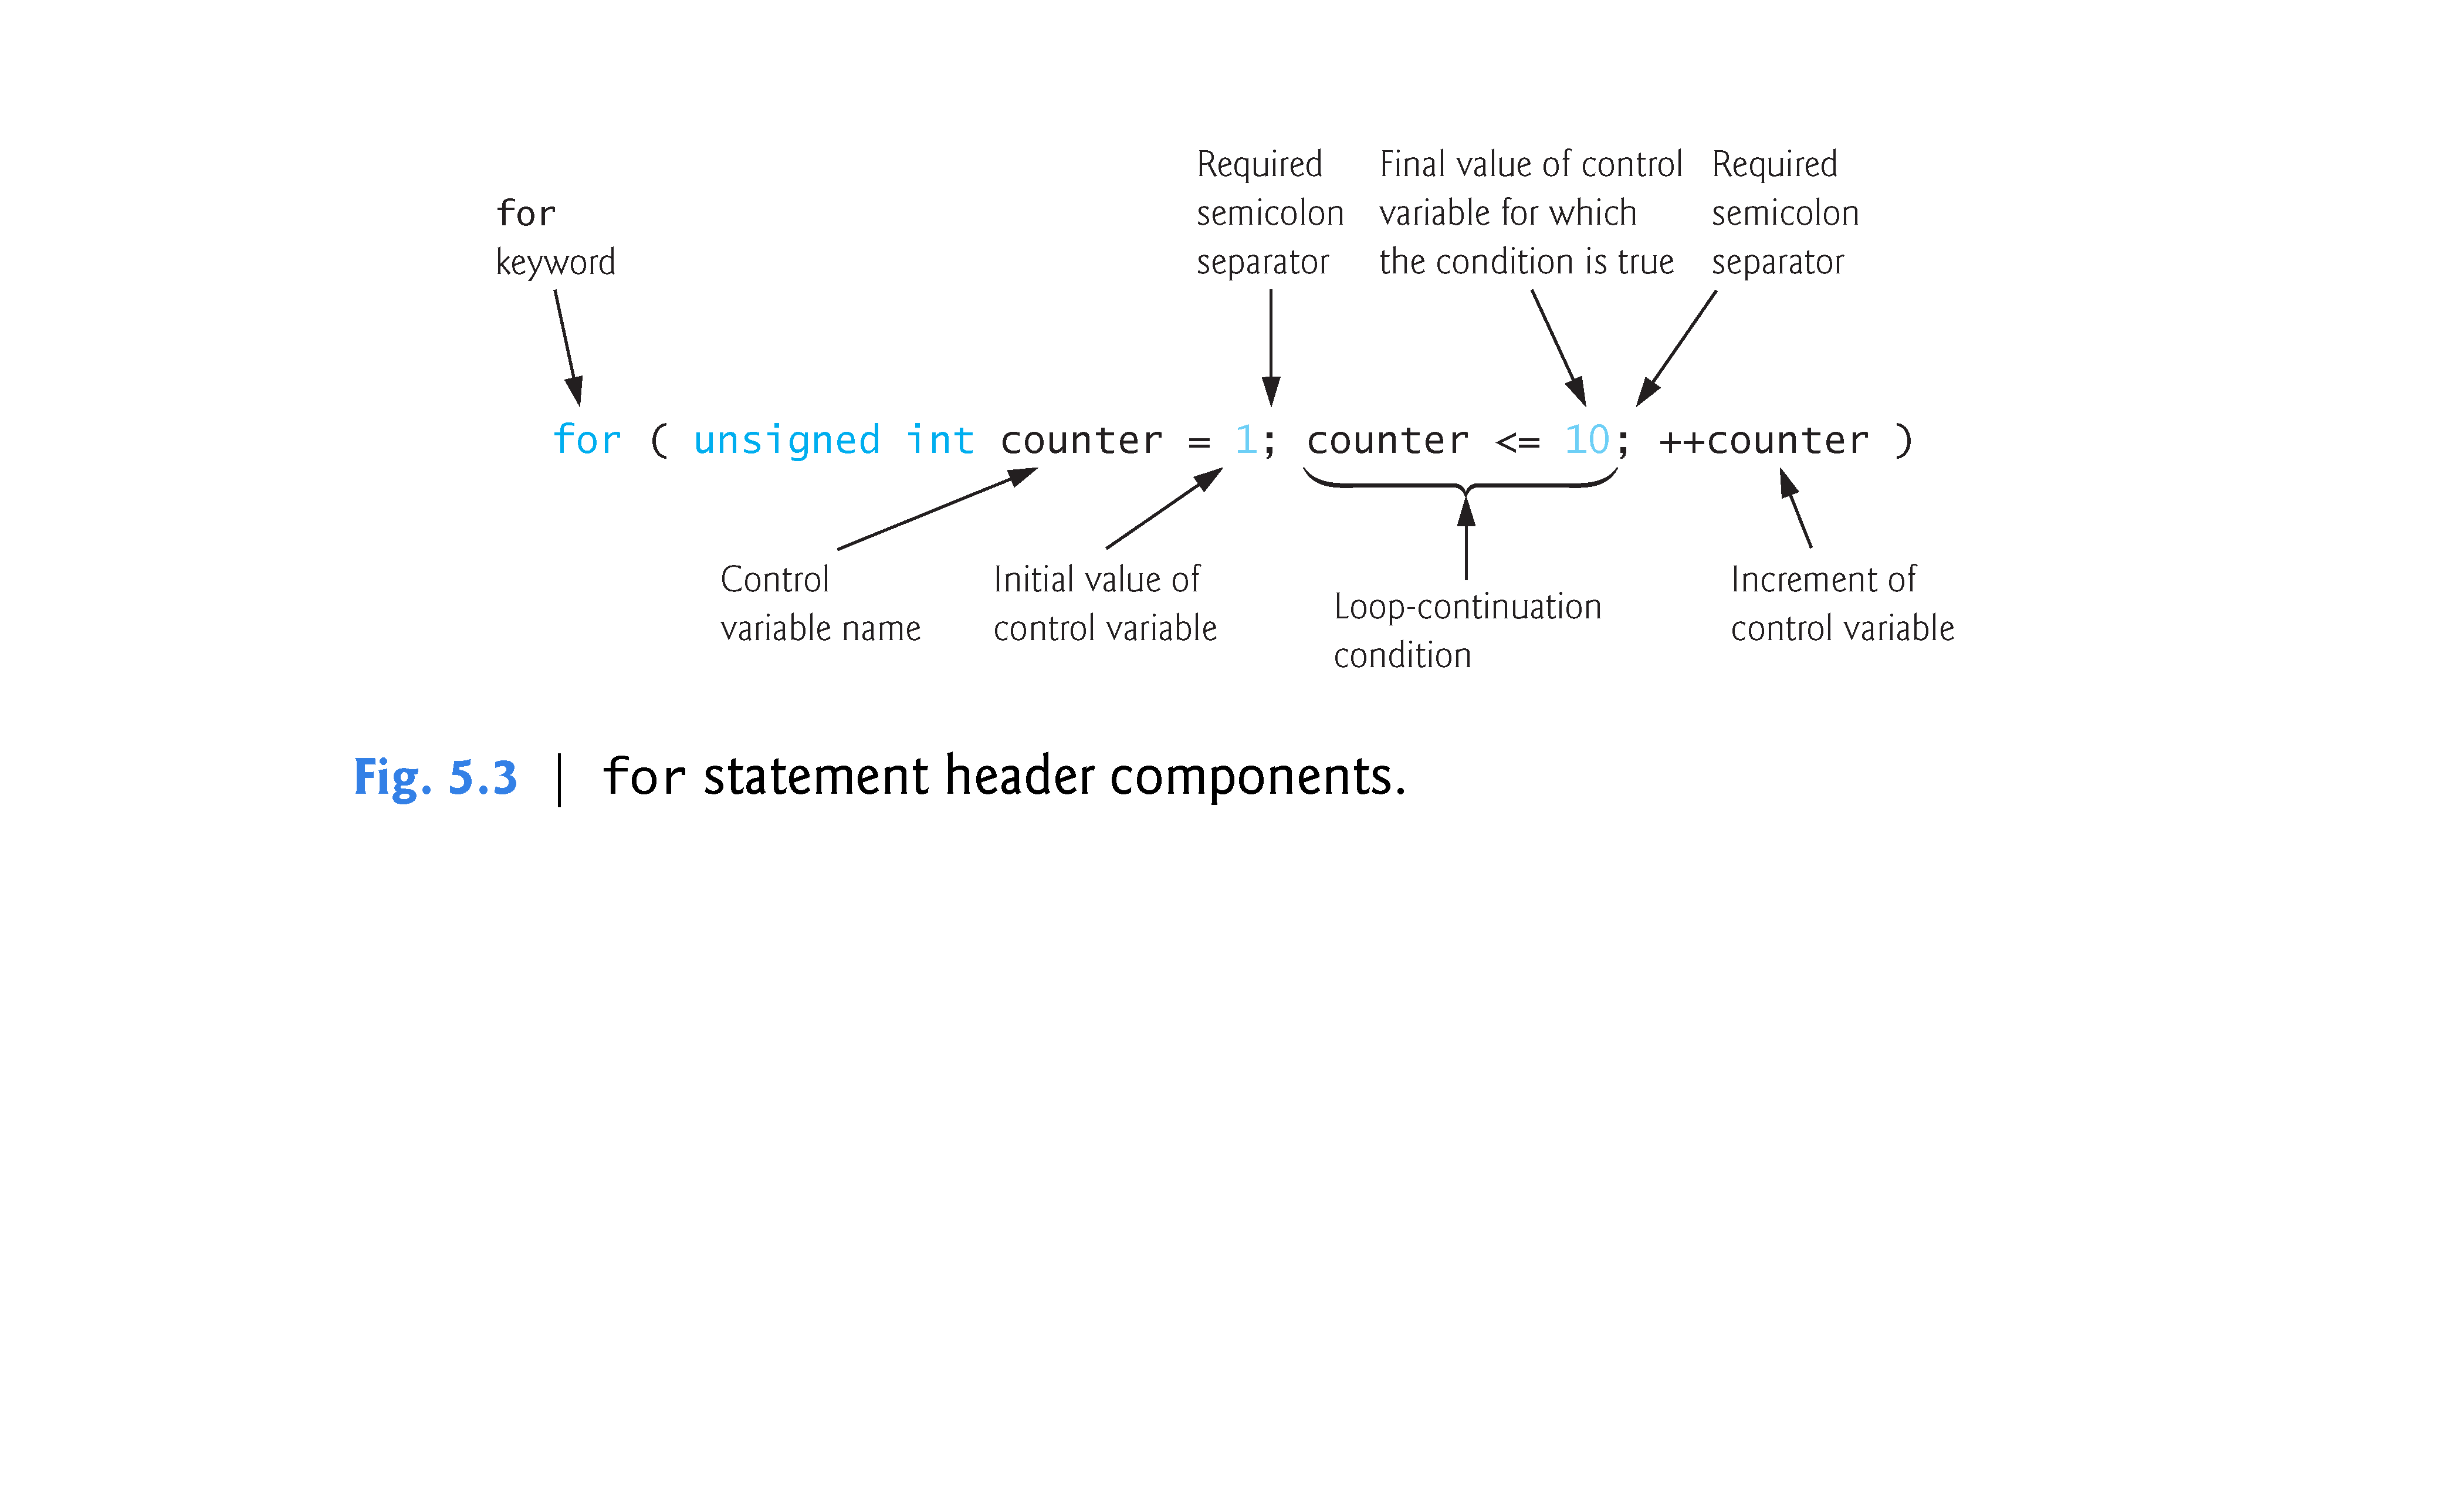 for
keyword
Required
semicolon
separator
Final value of control
variable for which
the condition is true
Required
semicolon
separator
for ( unsigned int counter = 1; counter <= 10; ++counter )
Control
variable name
Initial value of
control variable
Loop-continuation
condition
Increment of
control variable
Fig. 5.3 | for statement header components.